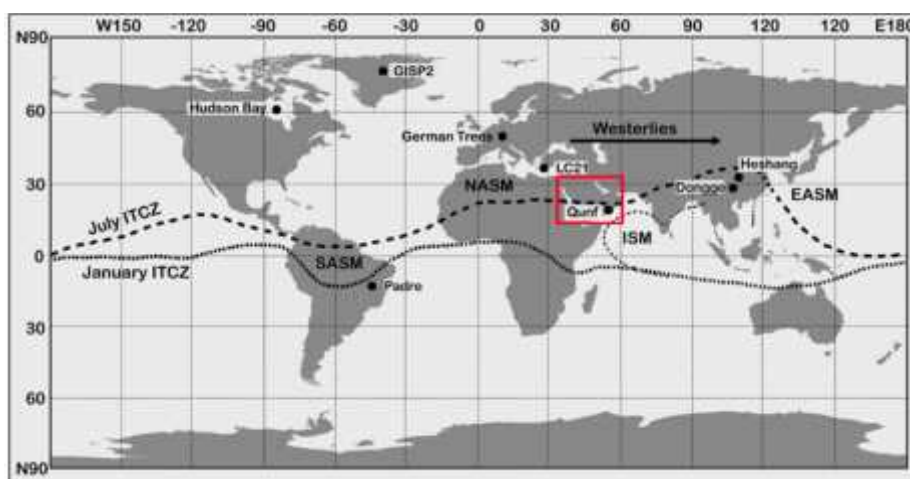 W150 -120 -90 -60 -30 0 30 60 90 120 120 E180
N90
GISP2
Hudson Bay
60
German Trees
Westerlies
LC21
Heshang
30
NASM
Dongge
EASM
July ITCZ
Qunf
ISM
0
January ITCZ
SASM
Padre
30
60
N90